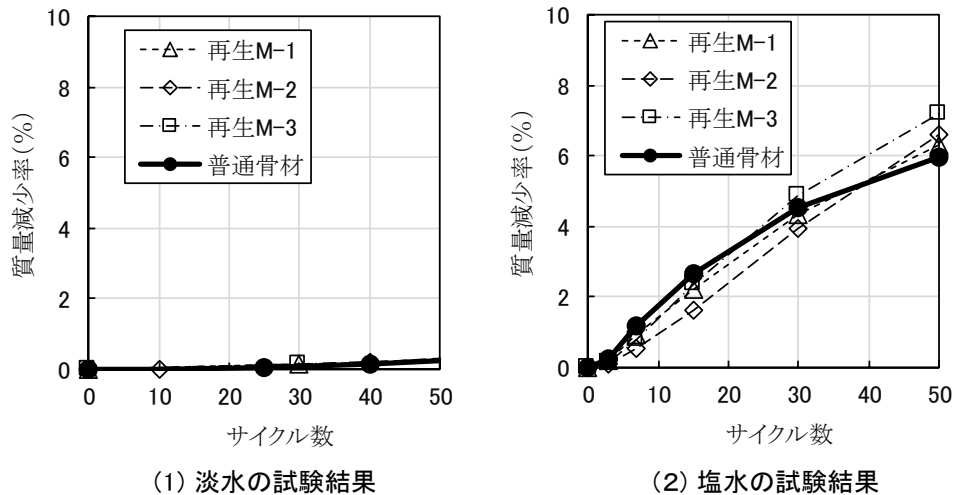 10
8
6
4
2
0
質量減少率(%)
再生M-1
再生M-2
再生M-3
普通骨材
0 10 20 30 40 50
サイクル数
(1) 淡水の試験結果
10
8
6
4
2
0
質量減少率(%)
再生M-1
再生M-2
再生M-3
普通骨材
0 10 20 30 40 50
サイクル数
(2) 塩水の試験結果